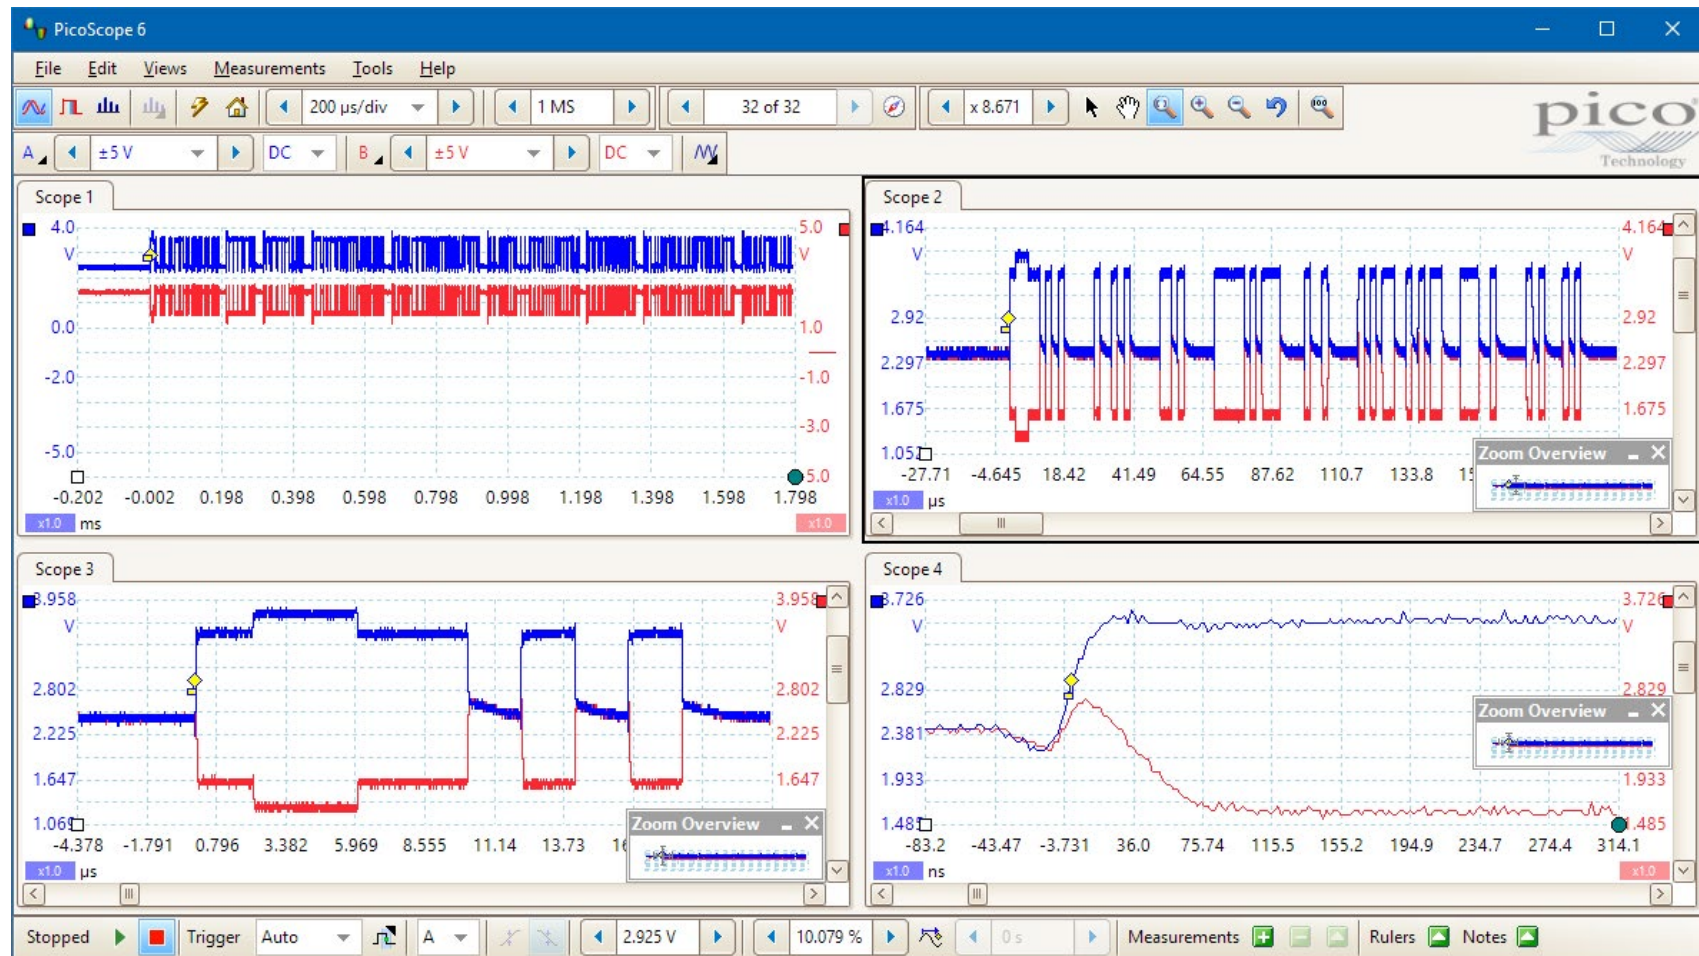 PicoScope 6
File Edit Views Measurements Tools Help
200 µs/div 1 MS 32 of 32 x 8.671
pico
Technology
A ±5 V DC B ±5 V DC
Scope 1
4.0 5.0
V V
0.0 1.0
-2.0 -1.0
-3.0
-5.0
5.0
-0.202 -0.002 0.198 0.398 0.598 0.798 0.998 1.198 1.398 1.598 1.798
x1.0 ms x1.0
Scope 2
4.164 4.164
V V
2.92 2.92
2.297 2.297
1.675 1.675
1.052
Zoom Overview
-27.71 -4.645 18.42 41.49 64.55 87.62 110.7 133.8
x1.0 µs
Scope 3
3.958 3.958
V V
2.802 2.802
2.225 2.225
1.647 1.647
1.069
Zoom Overview
-4.378 -1.791 0.796 3.382 5.969 8.555 11.14 13.73
x1.0 µs
Scope 4
3.726 3.726
V V
2.829 2.829
Zoom Overview
2.381
1.933 1.933
1.485 1.485
-83.2 -43.47 -3.731 36.0 75.74 115.5 155.2 194.9 234.7 274.4 314.1
x1.0 ns x1.0
Stopped Trigger Auto A 2.925 V 10.079 % 0 s Measurements Rulers Notes